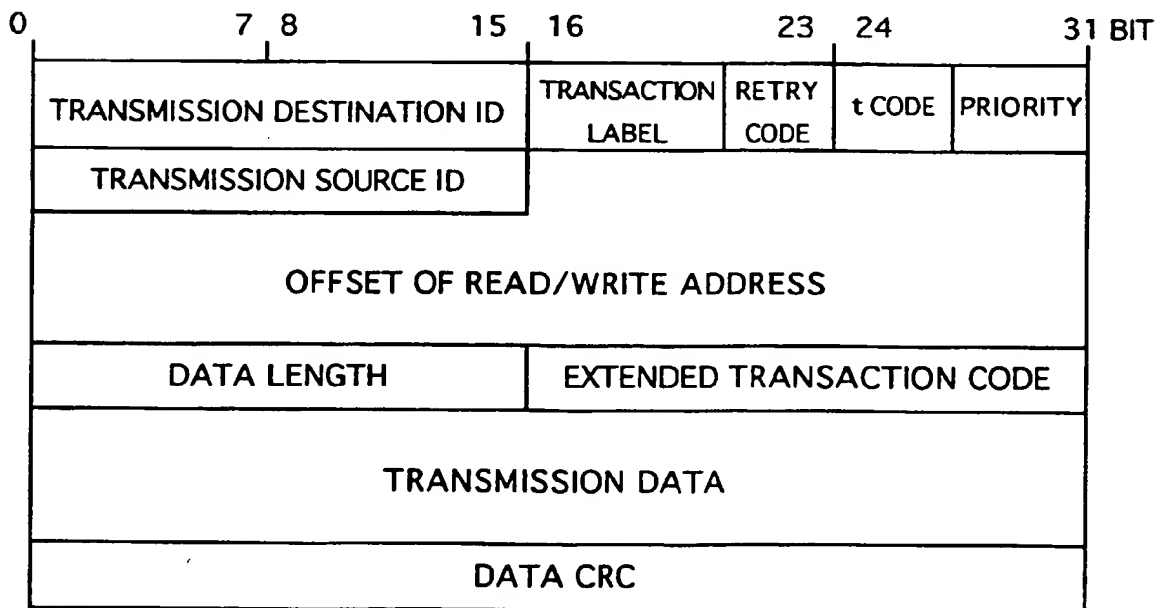 0 7 8 15 16 23 24 31 BIT
TRANSMISSION DESTINATION ID
TRANSACTION
LABEL
RETRY
CODE
t CODE
PRIORITY
TRANSMISSION SOURCE ID
OFFSET OF READ/WRITE ADDRESS
DATA LENGTH
EXTENDED TRANSACTION CODE
TRANSMISSION DATA
DATA CRC